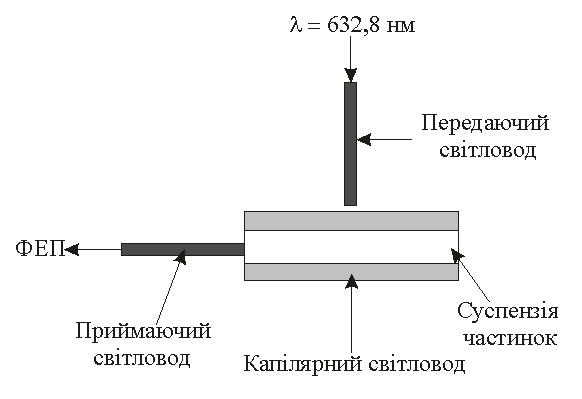 λ = 632,8 нм
Передаючий
світловод
ФЕП
Приймаючий
світловод
Суспензія
частинок
Капілярний світловод